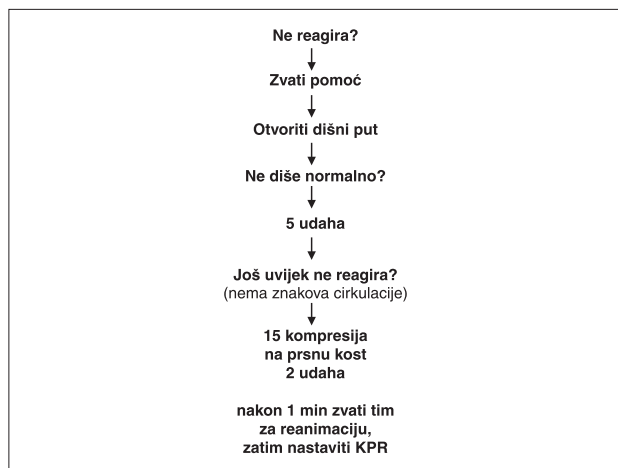 Ne reagira?
Zvati pomoć
Otvoriti dišni put
Ne diše normalno?
5 udaha
Još uvijek ne reagira?
(nema znakova cirkulacije)
15 kompresija
na prsnu kost
2 udaha
nakon 1 min zvati tim
za reanimaciju,
zatim nastaviti KPR